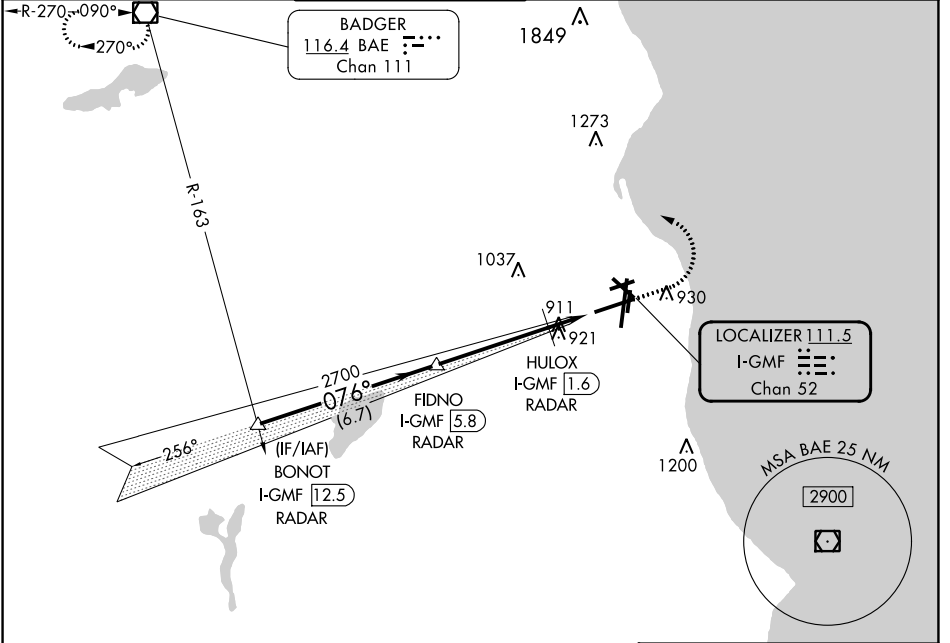 R-270
090°
270°
BADGER
116.4 BAE
Chan 111
1849
1273
R-163
1037
911
921
930
LOCALIZER 111.5
I-GMF
Chan 52
HULOX
I-GMF 1.6
RADAR
2700
076°
(6.7)
FIDNO
I-GMF 5.8
RADAR
256°
(IF/IAF)
BONOT
I-GMF 12.5
RADAR
1200
MSA BAE 25 NM
2900